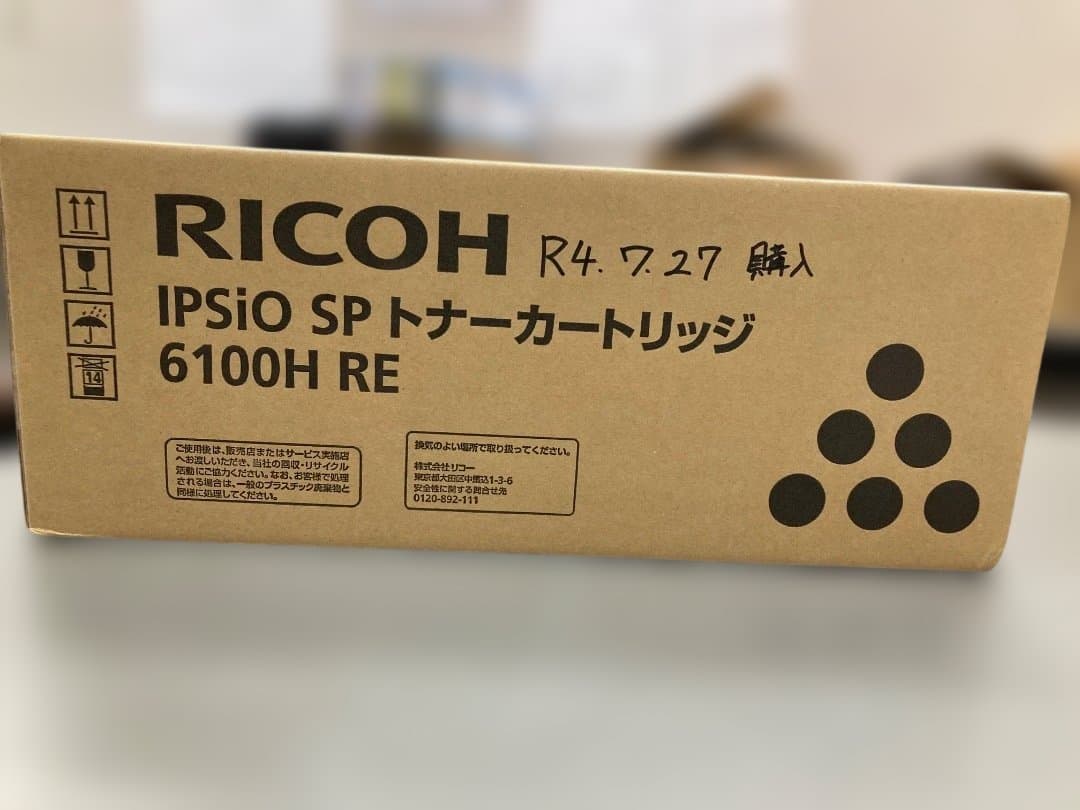 RICOH R4.7.27 購入
IPSiO SP トナーカートリッジ
6100H RE
14
ご使用後は、販売店またはサービス実施店
へお渡しいただき、当社の回収・リサイクル
活動にご協力ください。なお、お客様で処理
される場合は、一般のプラスチック廃棄物と
同様に処理してください。
換気のよい場所で取り扱ってください。
株式会社リコー
東京都大田区中馬込1-3-6
安全性に関する問合せ先
0120-892-111